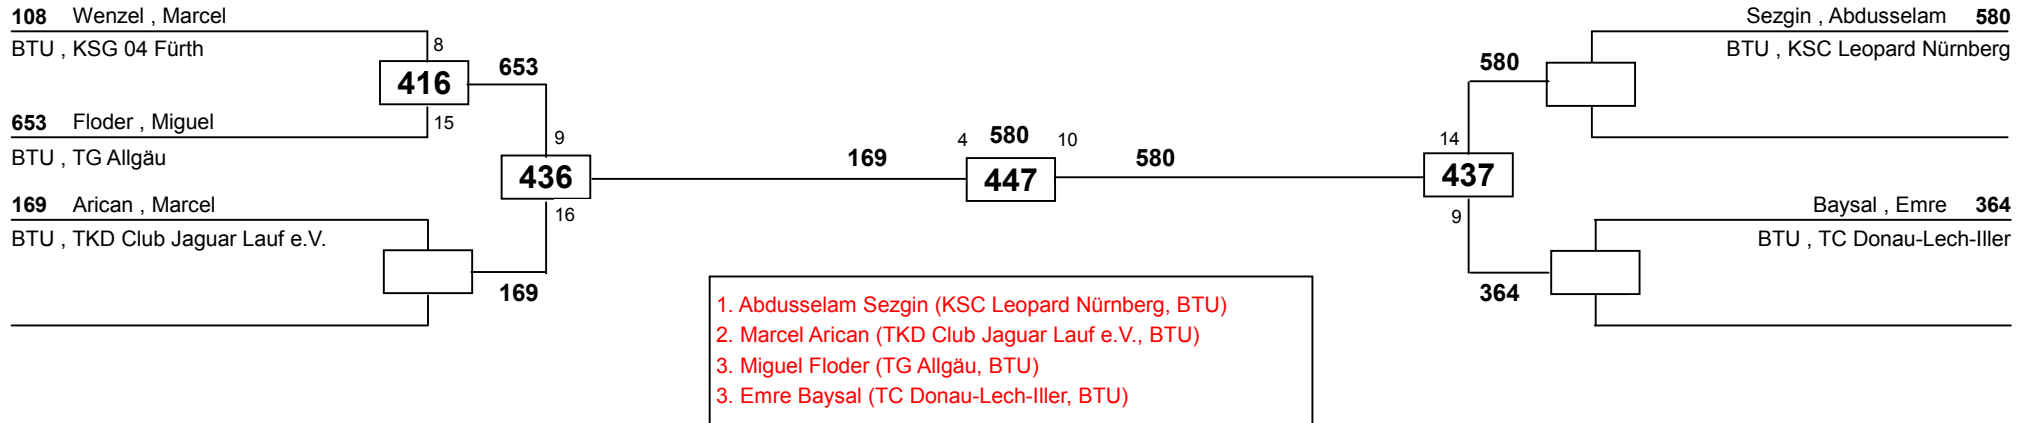 108 Wenzel , Marcel
BTU , KSG 04 Fürth
8
416
653
15
653 Floder , Miguel
BTU , TG Allgäu
9
436
16
169 Arican , Marcel
BTU , TKD Club Jaguar Lauf e.V.
169
169
4 580 10
447
580
Sezgin , Abdusselam 580
BTU , KSC Leopard Nürnberg
580
14
437
9
Baysal , Emre 364
BTU , TC Donau-Lech-Iller
364
1. Abdusselam Sezgin (KSC Leopard Nürnberg, BTU)
2. Marcel Arican (TKD Club Jaguar Lauf e.V., BTU)
3. Miguel Floder (TG Allgäu, BTU)
3. Emre Baysal (TC Donau-Lech-Iller, BTU)